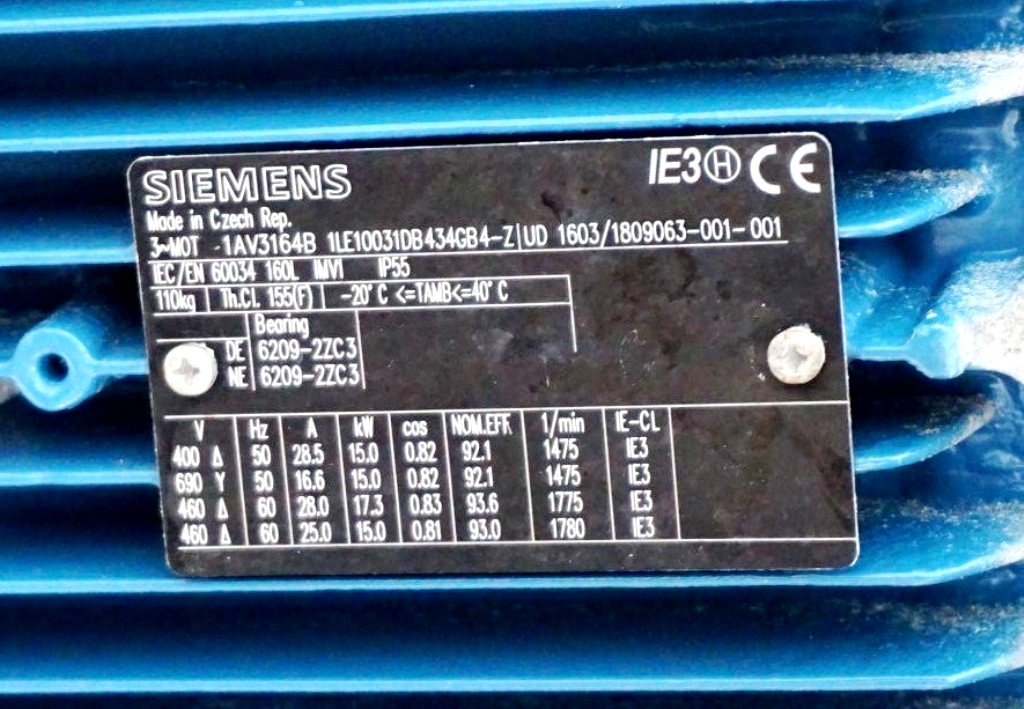 SIEMENS IE3 Ⓗ CE
Made in Czech Rep.
3~MOT 1AV3164B 1LE10031DB434GB4-Z UD 1603/1809063-001-001
IEC/EN 60034 160L IMV1 IP55
110kg Th.Cl. 155(F) -20°C <=TAMB<=40°C
Bearing
DE 6209-2ZC3
NE 6209-2ZC3
V Hz A kW cos NOM.EFF. 1/min IE-CL
400 Δ 50 28.5 15.0 0.82 92.1 1475 IE3
690 Y 50 16.6 15.0 0.82 92.1 1475 IE3
460 Δ 60 28.0 17.3 0.83 93.6 1775 IE3
460 Δ 60 25.0 15.0 0.81 93.0 1780 IE3